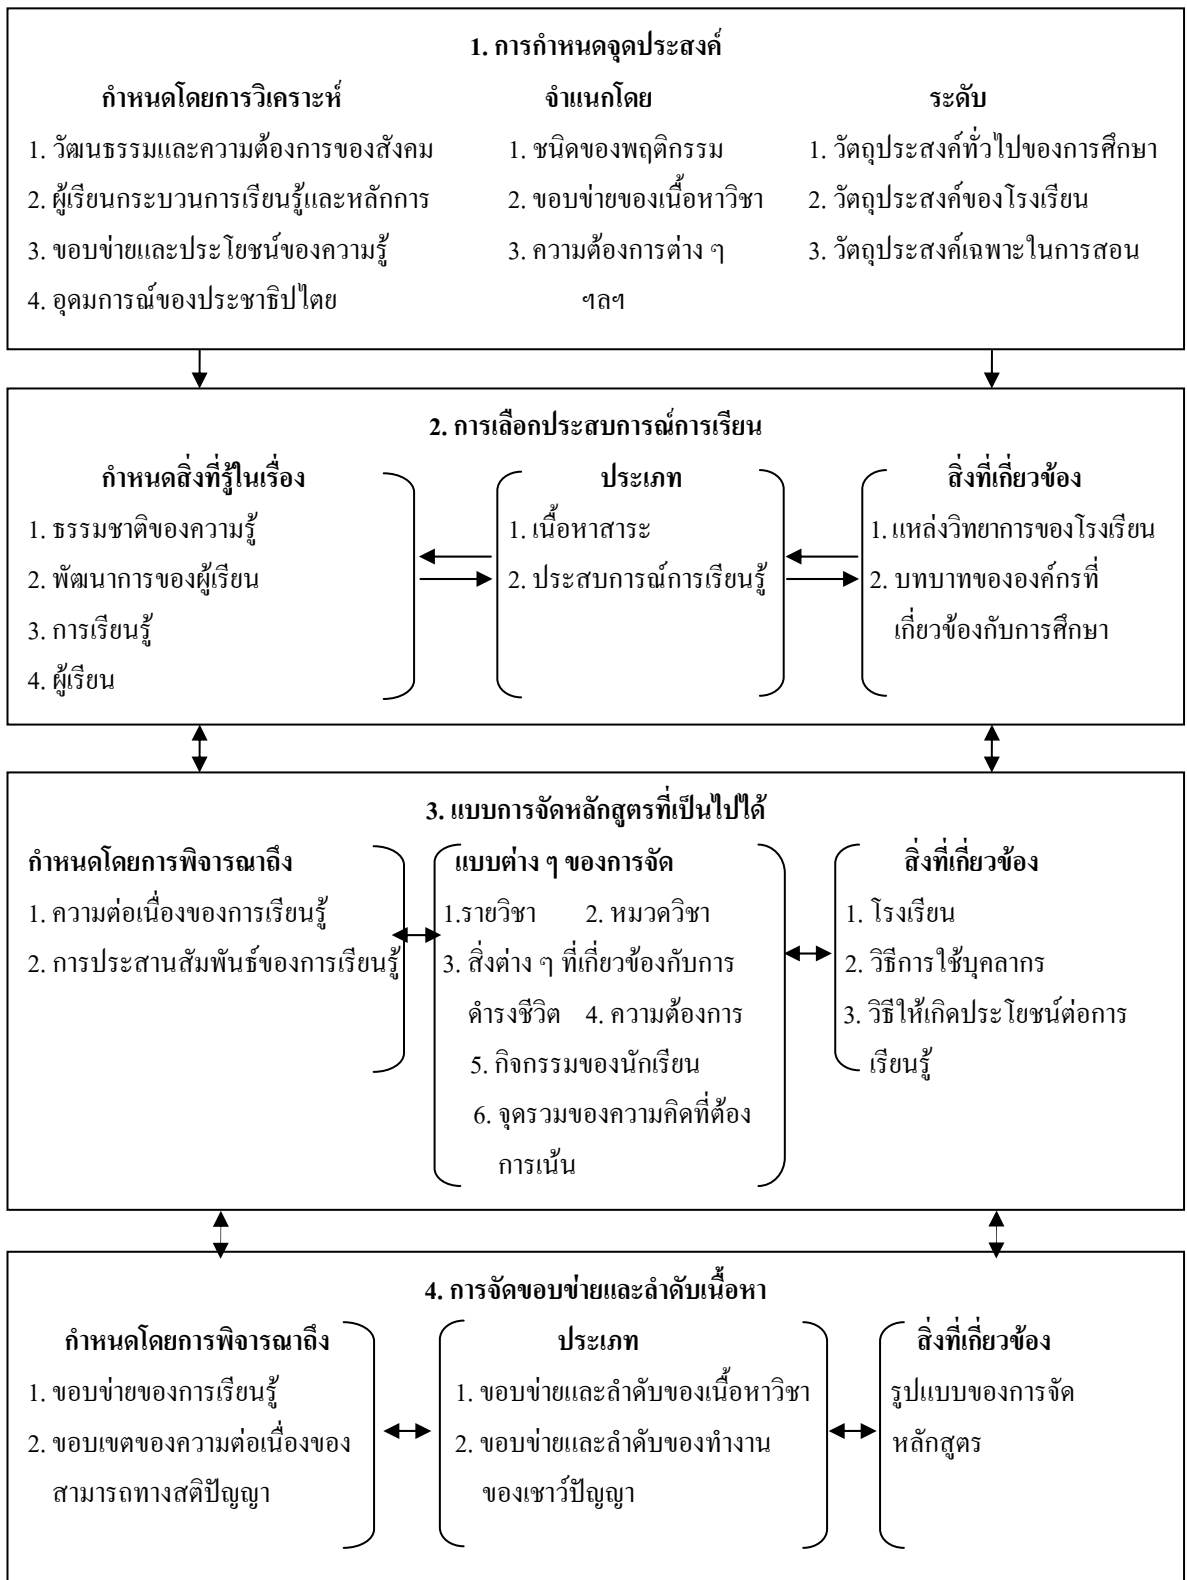 1. การกำหนดจุดประสงค์
กำหนดโดยการวิเคราะห์
1. วัฒนธรรมและความต้องการของสังคม
2. ผู้เรียนกระบวนการเรียนรู้และหลักการ
3. ขอบข่ายและประโยชน์ของความรู้
4. อุดมการณ์ของประชาธิปไตย
จำแนกโดย
1. ชนิดของพฤติกรรม
2. ขอบข่ายของเนื้อหาวิชา
3. ความต้องการต่าง ๆ
ฯลฯ
ระดับ
1. วัตถุประสงค์ทั่วไปของการศึกษา
2. วัตถุประสงค์ของโรงเรียน
3. วัตถุประสงค์เฉพาะในการสอน
2. การเลือกประสบการณ์การเรียน
กำหนดสิ่งที่รู้ในเรื่อง
1. ธรรมชาติของความรู้
2. พัฒนาการของผู้เรียน
3. การเรียนรู้
4. ผู้เรียน
ประเภท
1. เนื้อหาสาระ
2. ประสบการณ์การเรียนรู้
สิ่งที่เกี่ยวข้อง
1. แหล่งวิทยาการของโรงเรียน
2. บทบาทขององค์กรที่
เกี่ยวข้องกับการศึกษา
3. แบบการจัดหลักสูตรที่เป็นไปได้
กำหนดโดยการพิจารณาถึง
1. ความต่อเนื่องของการเรียนรู้
2. การประสานสัมพันธ์ของการเรียนรู้
แบบต่าง ๆ ของการจัด
1.รายวิชา 2. หมวดวิชา
3. สิ่งต่าง ๆ ที่เกี่ยวข้องกับการ
ดำรงชีวิต 4. ความต้องการ
5. กิจกรรมของนักเรียน
6. จุดรวมของความคิดที่ต้อง
การเน้น
สิ่งที่เกี่ยวข้อง
1. โรงเรียน
2. วิธีการใช้บุคลากร
3. วิธีให้เกิดประโยชน์ต่อการ
เรียนรู้
4. การจัดขอบข่ายและลำดับเนื้อหา
กำหนดโดยการพิจารณาถึง
1. ขอบข่ายของการเรียนรู้
2. ขอบเขตของความต่อเนื่องของ
สามารถทางสติปัญญา
ประเภท
1. ขอบข่ายและลำดับของเนื้อหาวิชา
2. ขอบข่ายและลำดับของทำงาน
ของเชาว์ปัญญา
สิ่งที่เกี่ยวข้อง
รูปแบบของการจัด
หลักสูตร